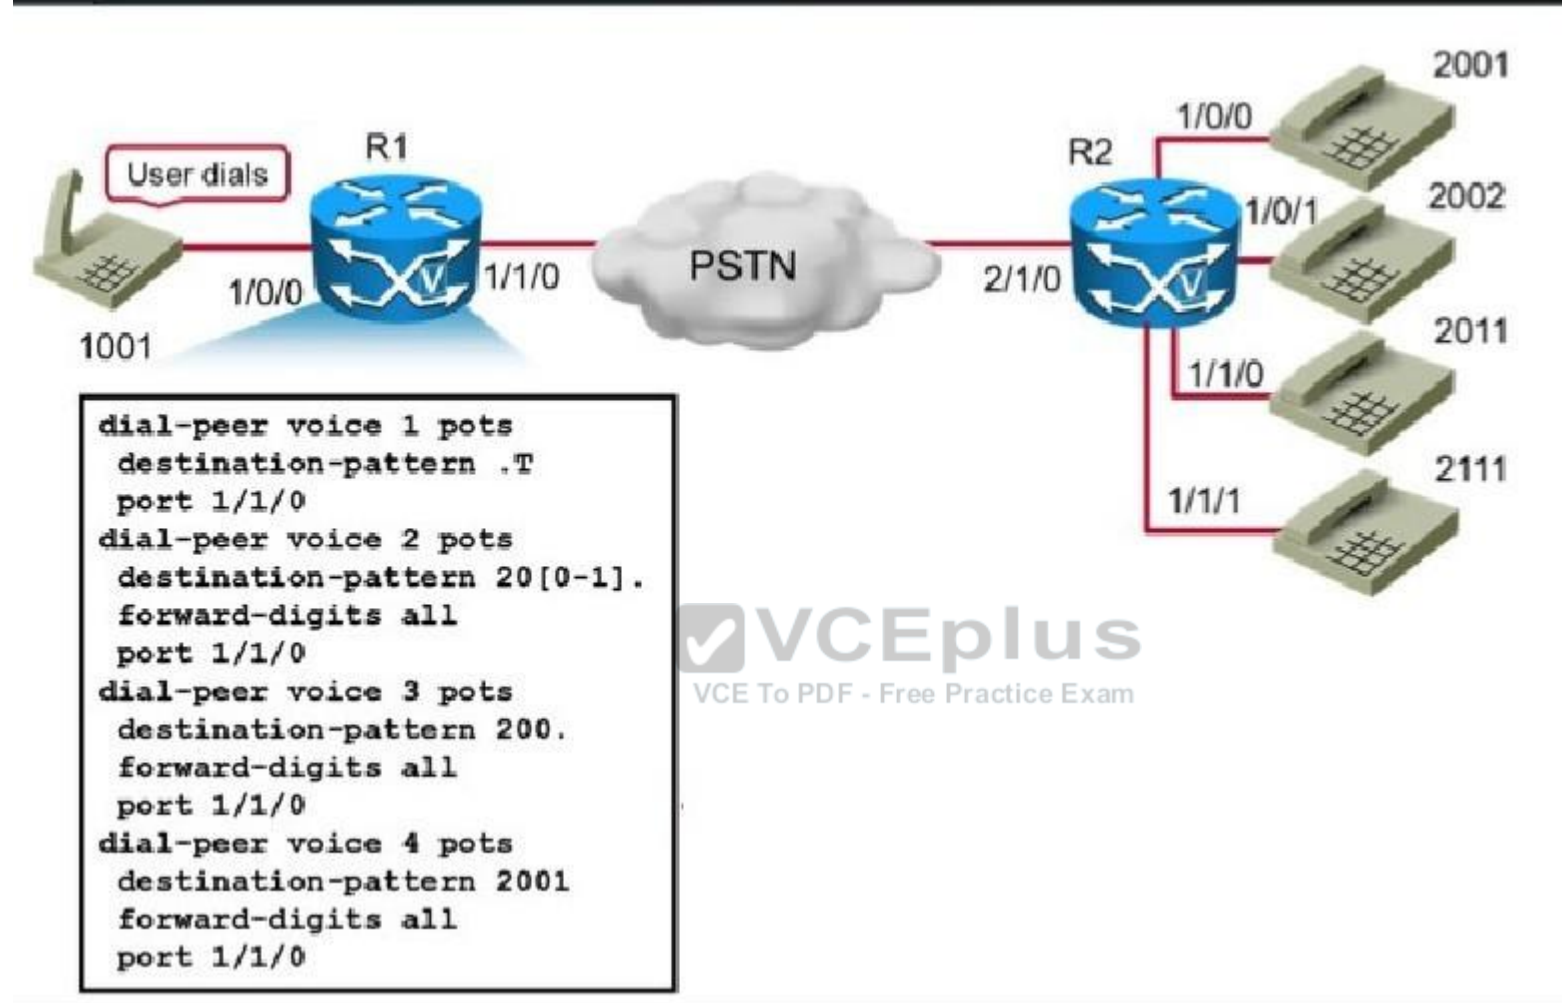 2001
1/0/0
R1
R2
User dials
2002
1/0/1
PSTN
1/1/0
2/1/0
1/0/0
2011
1001
1/1/0
2111
1/1/1
dial-peer voice 1 pots
destination-pattern .T
port 1/1/0
dial-peer voice 2 pots
destination-pattern 20[0-1].
forward-digits all
port 1/1/0
dial-peer voice 3 pots
destination-pattern 200.
forward-digits all
port 1/1/0
dial-peer voice 4 pots
destination-pattern 2001
forward-digits all
port 1/1/0
V
V
VCEplus
VCE To PDF - Free Practice Exam